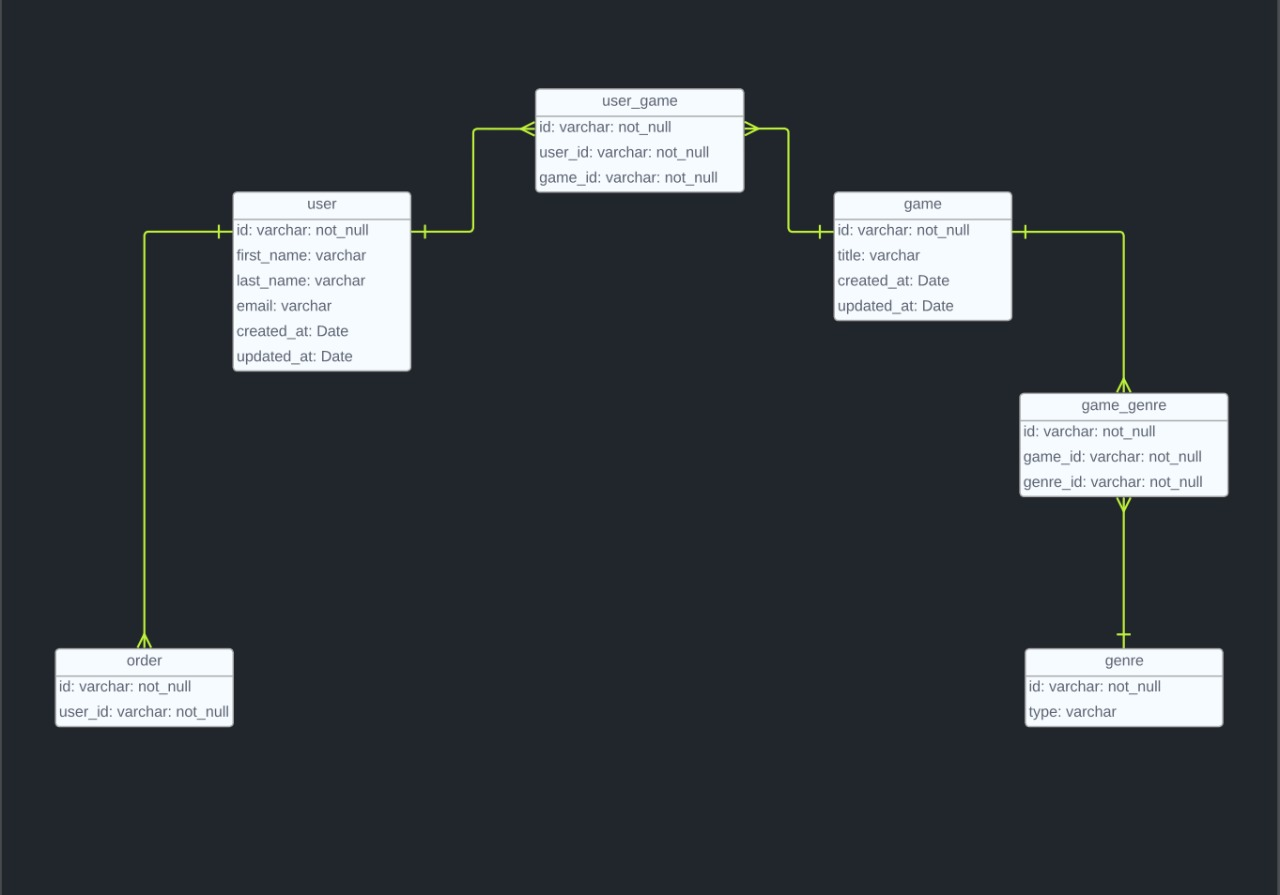 user_game
id: varchar: not_null
user_id: varchar: not_null
game_id: varchar: not_null
user
id: varchar: not_null
first_name: varchar
last_name: varchar
email: varchar
created_at: Date
updated_at: Date
game
id: varchar: not_null
title: varchar
created_at: Date
updated_at: Date
game_genre
id: varchar: not_null
game_id: varchar: not_null
genre_id: varchar: not_null
order
id: varchar: not_null
user_id: varchar: not_null
genre
id: varchar: not_null
type: varchar